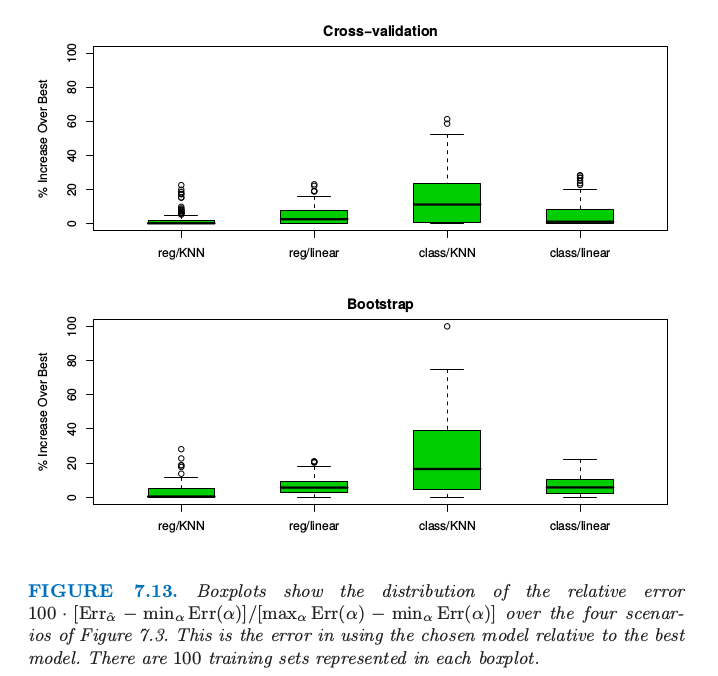 Cross−validation
% Increase Over Best
100
80
60
40
20
0
reg/KNN reg/linear class/KNN class/linear
Bootstrap
% Increase Over Best
100
80
60
40
20
0
reg/KNN reg/linear class/KNN class/linear
FIGURE 7.13. Boxplots show the distribution of the relative error
100 · [Err_α̂ − min_α Err(α)]/[max_α Err(α) − min_α Err(α)] over the four scenar-
ios of Figure 7.3. This is the error in using the chosen model relative to the best
model. There are 100 training sets represented in each boxplot.